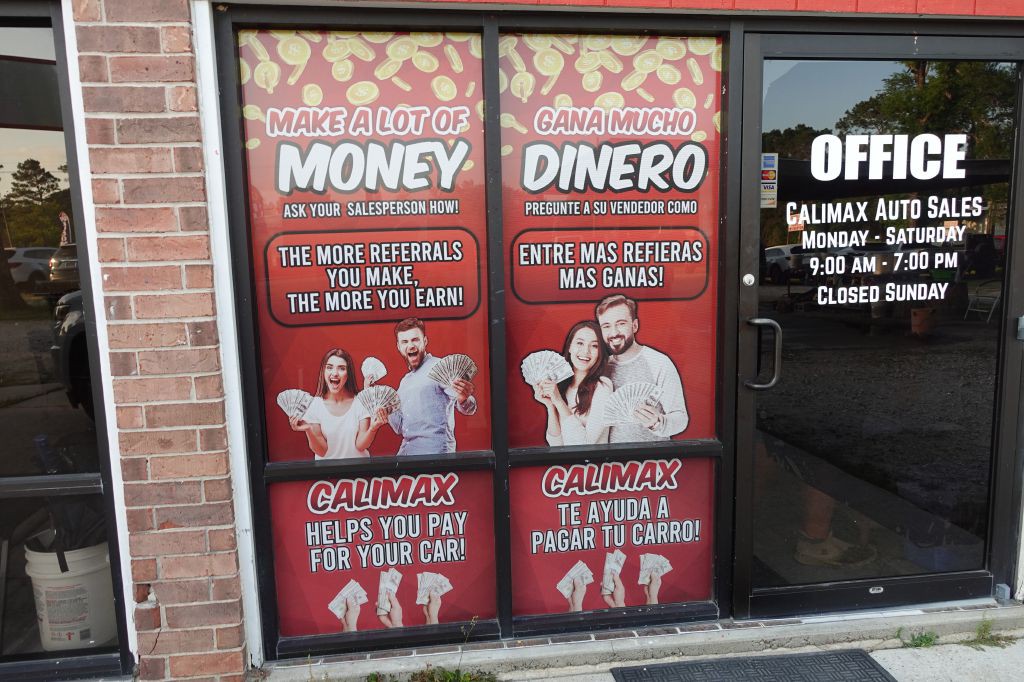 MAKE A LOT OF
MONEY
ASK YOUR SALESPERSON HOW!
THE MORE REFERRALS
YOU MAKE,
THE MORE YOU EARN!
CALIMAX
HELPS YOU PAY
FOR YOUR CAR!
GANA MUCHO
DINERO
PREGUNTE A SU VENDEDOR COMO
ENTRE MAS REFIERAS
MAS GANAS!
CALIMAX
TE AYUDA A
PAGAR TU CARRO!
OFFICE
CALIMAX AUTO SALES
MONDAY - SATURDAY
9:00 AM - 7:00 PM
CLOSED SUNDAY
VISA